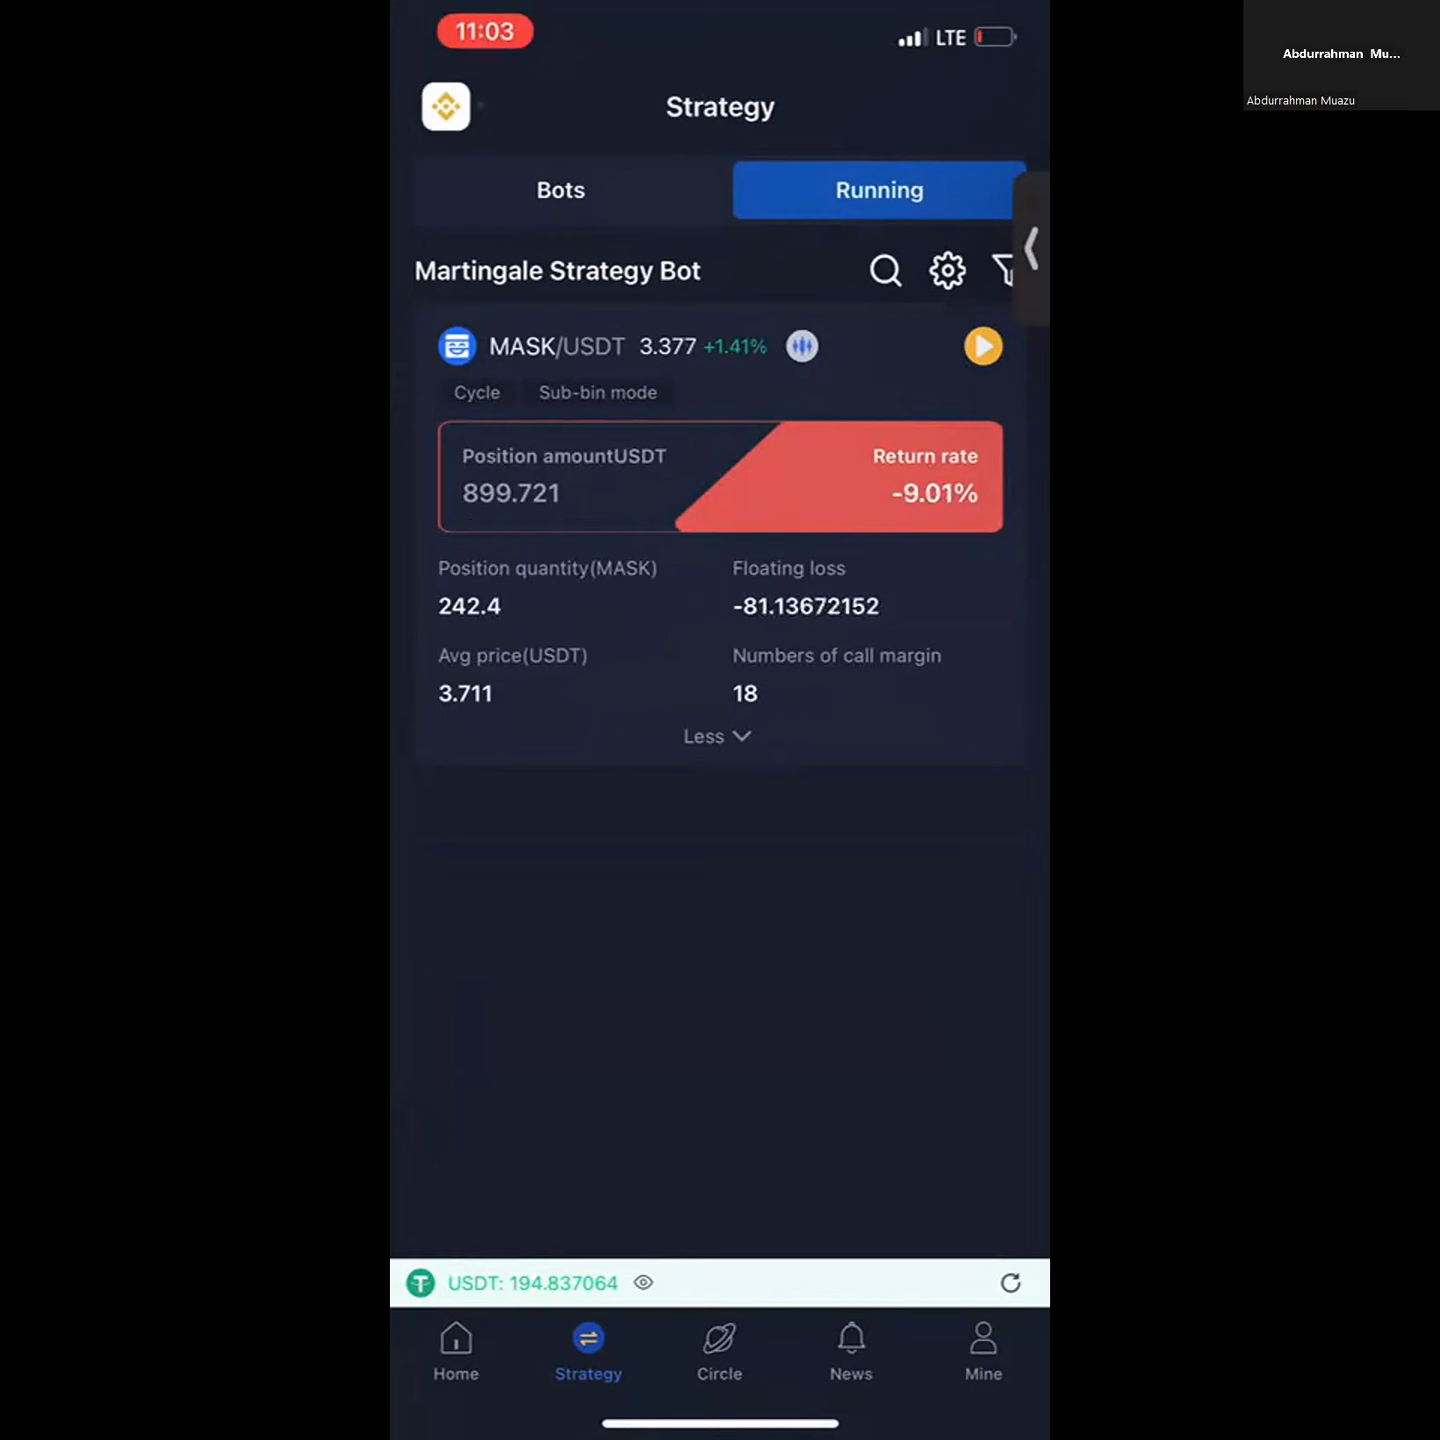 11:03
LTE
Abdurrahman Mu...
Abdurrahman Muazu
Strategy
Bots
Running
Martingale Strategy Bot
MASK/USDT 3.377 +1.41%
Cycle
Sub-bin mode
Position amountUSDT
Return rate
899.721
-9.01%
Position quantity(MASK)
Floating loss
242.4
-81.13672152
Avg price(USDT)
Numbers of call margin
3.711
18
Less
USDT: 194.837064
Home
Strategy
Circle
News
Mine